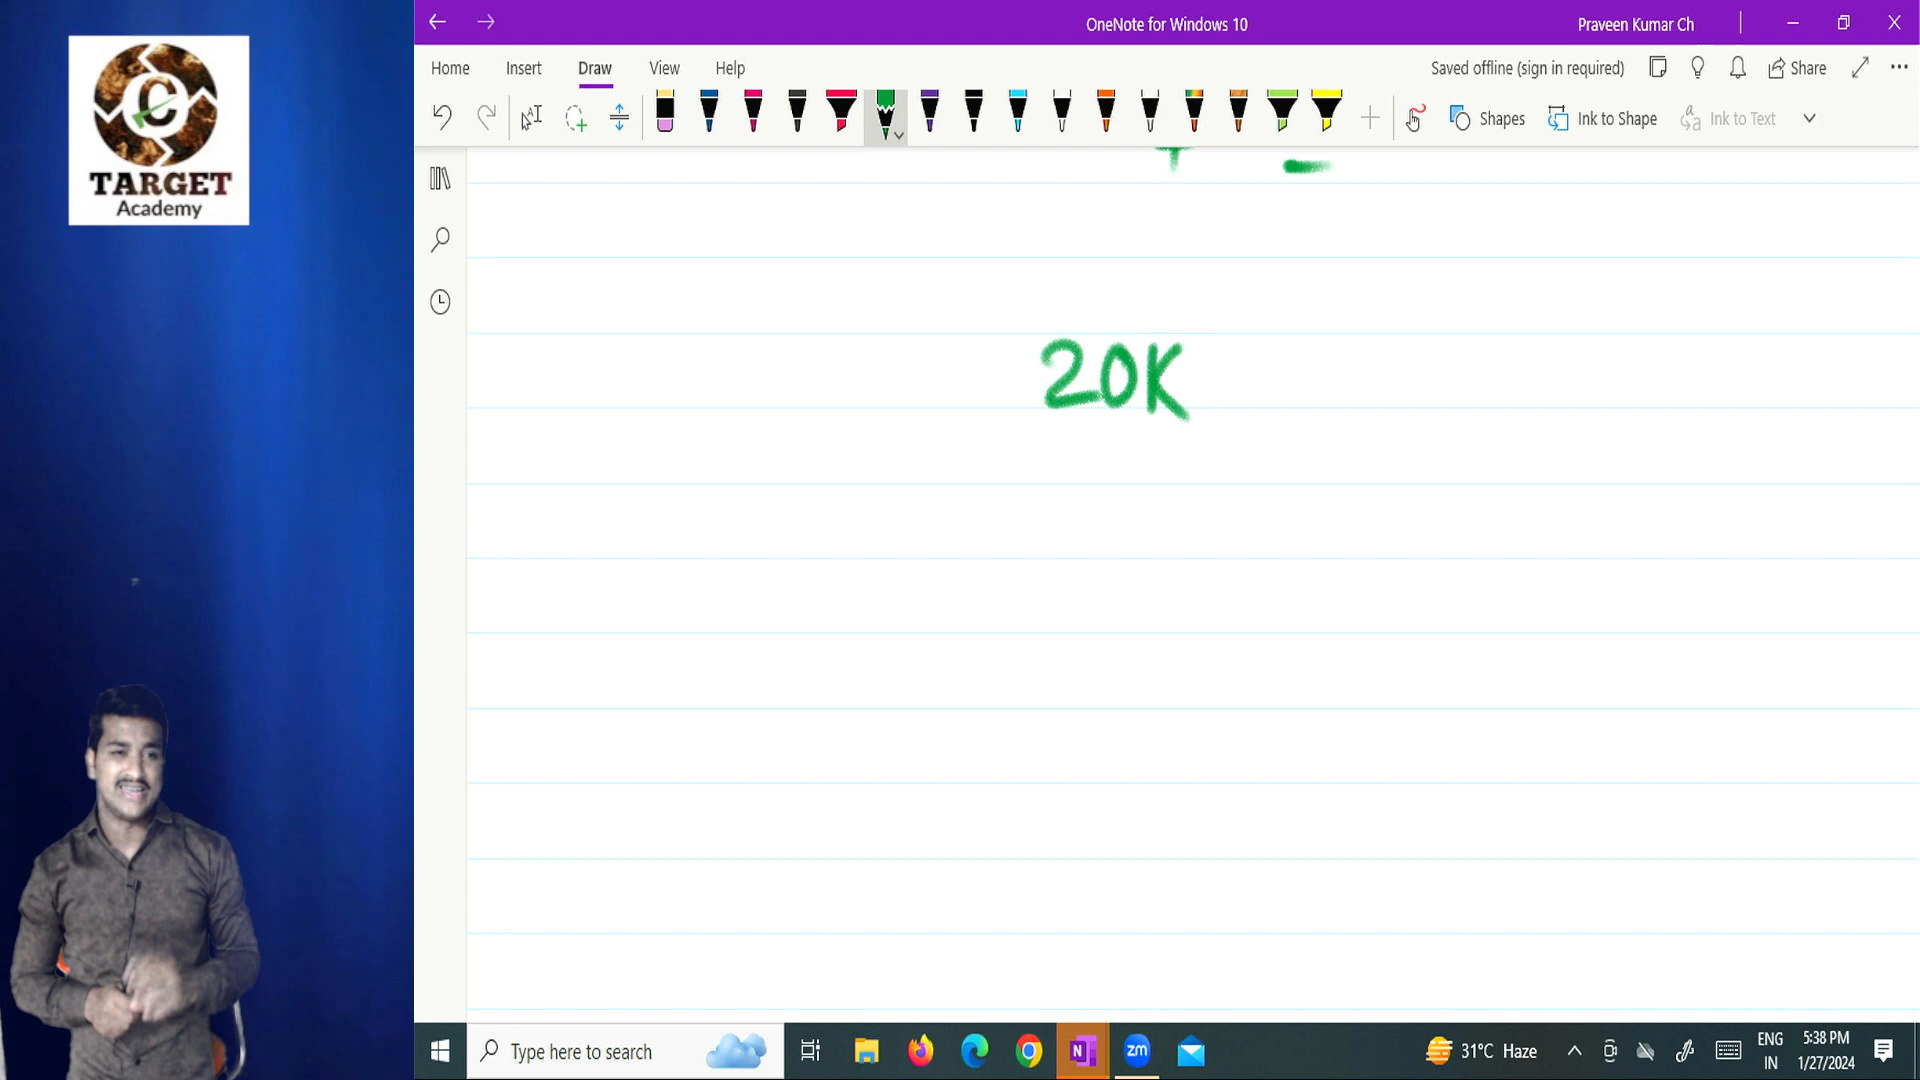 OneNote for Windows 10
Praveen Kumar Ch
TARGET
Academy
Home Insert Draw View Help
Saved offline (sign in required) Share
Shapes Ink to Shape Ink to Text
20K
Type here to search
N
zm
31°C Haze
ENG
IN
5:38 PM
1/27/2024